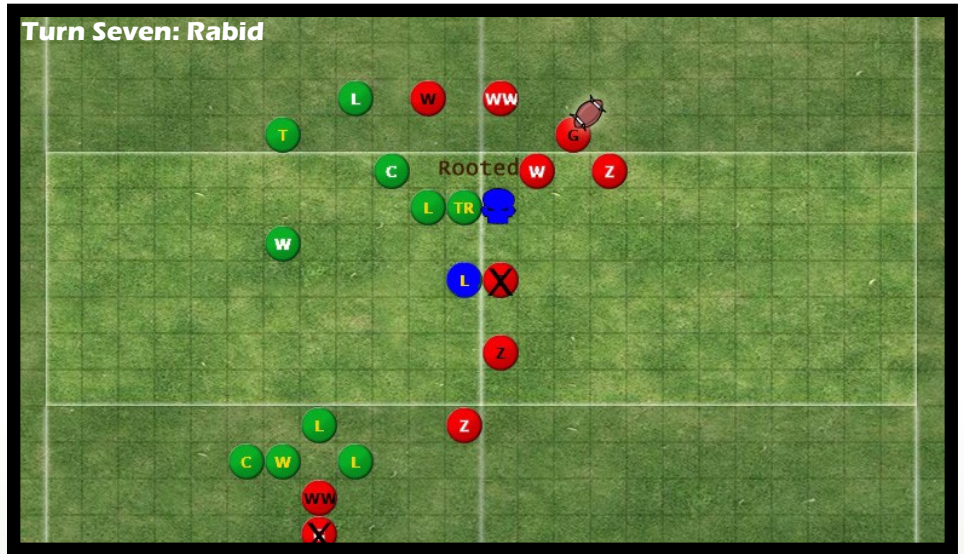 Turn Seven: Rabid
L W WW
T G
C Rooted W Z
L TR
W
L X
Z
L Z
C W L
WW
X